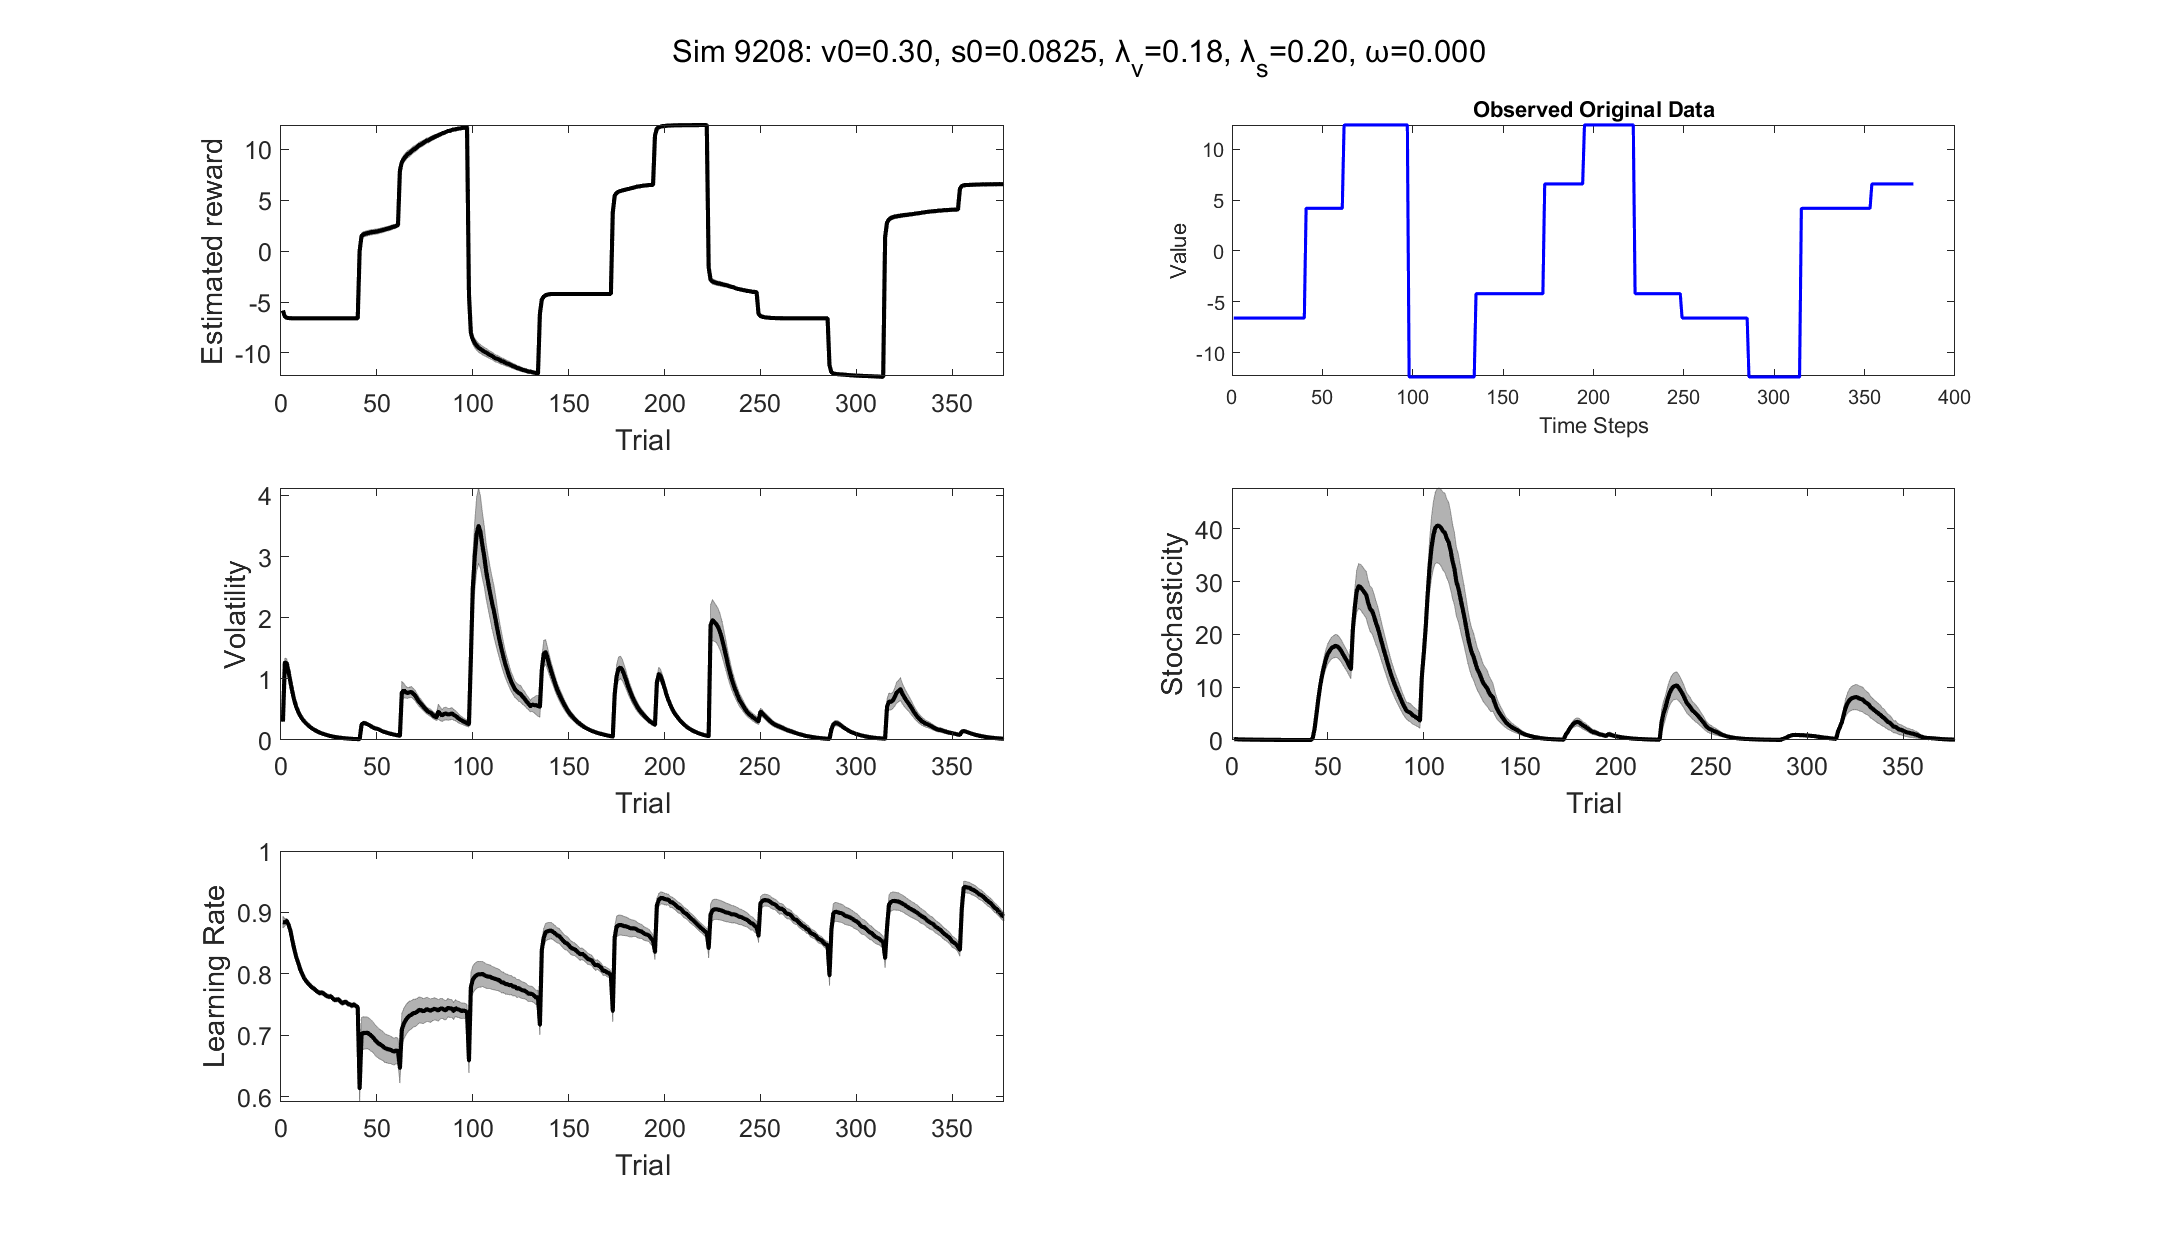 Sim 9208: v0=0.30, s0=0.0825, λv=0.18, λs=0.20, ω=0.000
Estimated reward
10
5
0
-5
-10
0 50 100 150 200 250 300 350
Trial
Observed Original Data
Value
10
5
0
-5
-10
0 50 100 150 200 250 300 350 400
Time Steps
Volatility
4
3
2
1
0
0 50 100 150 200 250 300 350
Trial
Stochasticity
40
30
20
10
0
0 50 100 150 200 250 300 350
Trial
Learning Rate
1
0.9
0.8
0.7
0.6
0 50 100 150 200 250 300 350
Trial